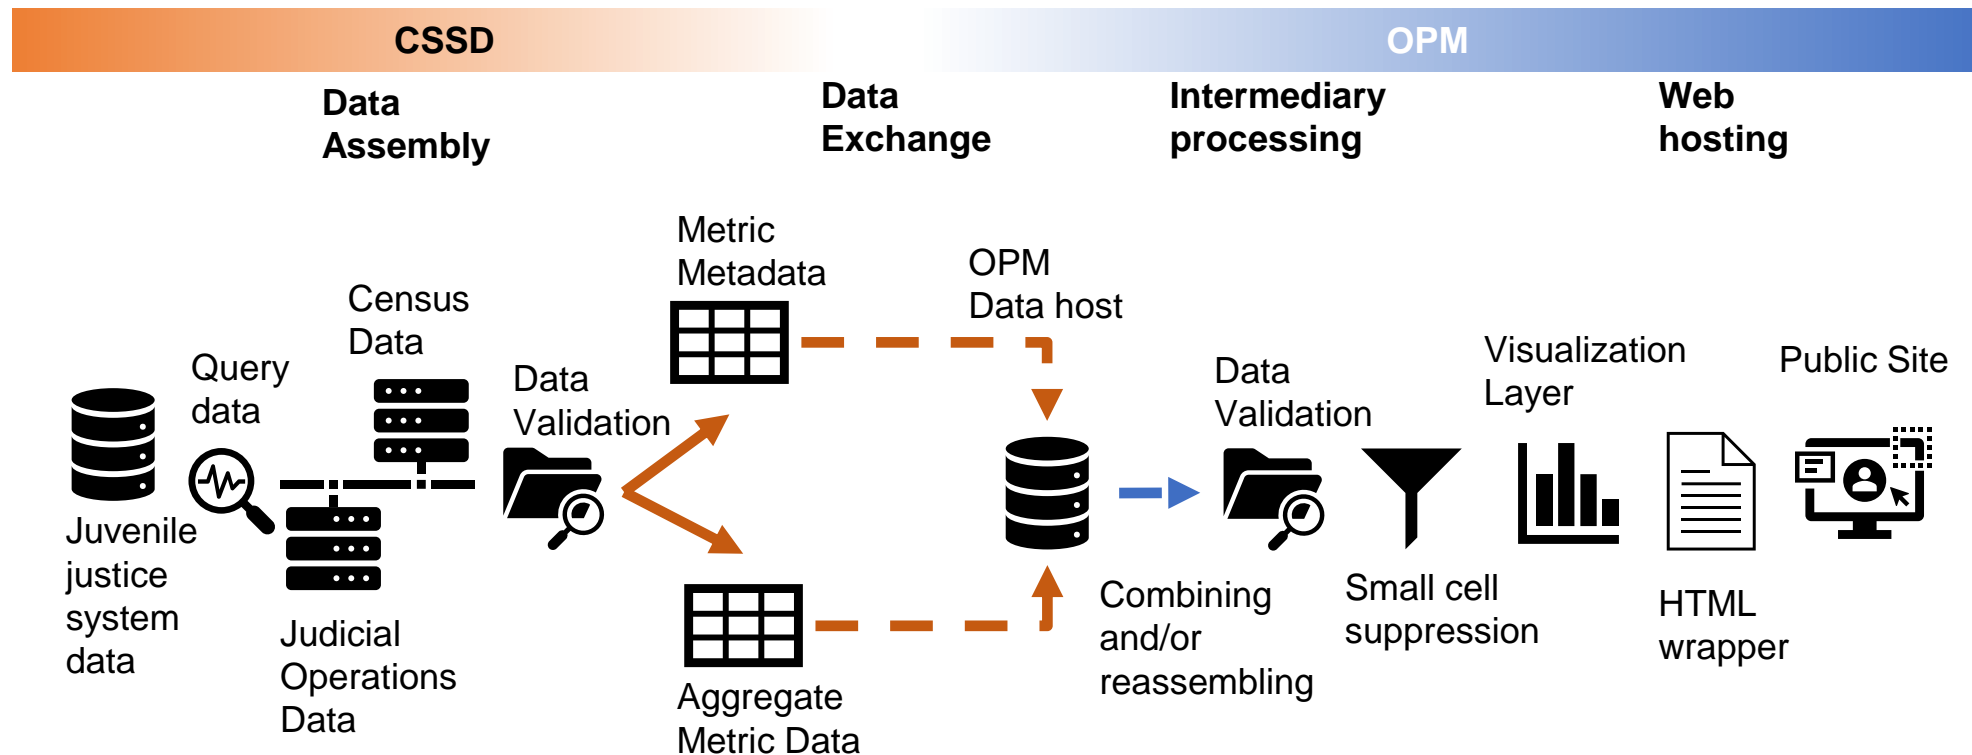 CSSD
OPM
Data
Assembly
Data
Exchange
Intermediary
processing
Web
hosting
Juvenile
justice
system
data
Query
data
Census
Data
Judicial
Operations
Data
Data
Validation
Metric
Metadata
Aggregate
Metric Data
OPM
Data host
Combining
and/or
reassembling
Data
Validation
Small cell
suppression
Visualization
Layer
HTML
wrapper
Public Site